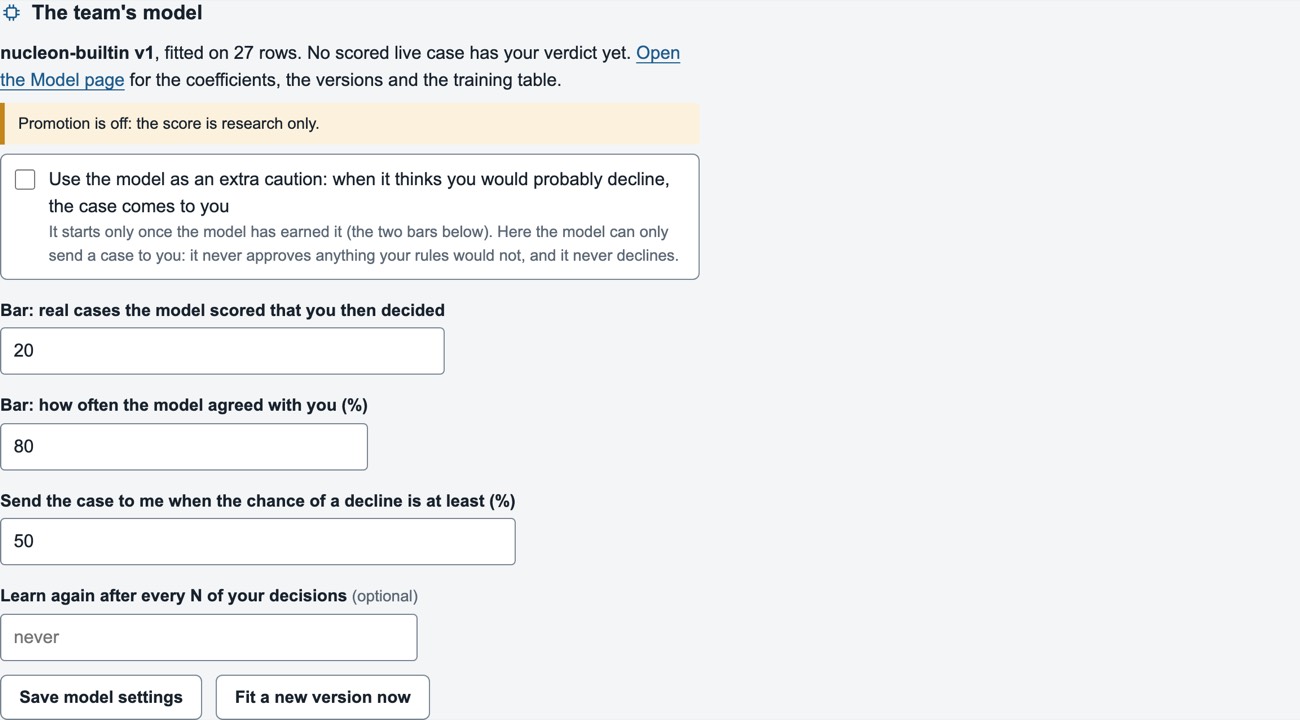 The team's model
nucleon-builtin v1, fitted on 27 rows. No scored live case has your verdict yet. Open
the Model page for the coefficients, the versions and the training table.
Promotion is off: the score is research only.
Use the model as an extra caution: when it thinks you would probably decline,
the case comes to you
It starts only once the model has earned it (the two bars below). Here the model can only
send a case to you: it never approves anything your rules would not, and it never declines.
Bar: real cases the model scored that you then decided
20
Bar: how often the model agreed with you (%)
80
Send the case to me when the chance of a decline is at least (%)
50
Learn again after every N of your decisions (optional)
never
Save model settings
Fit a new version now